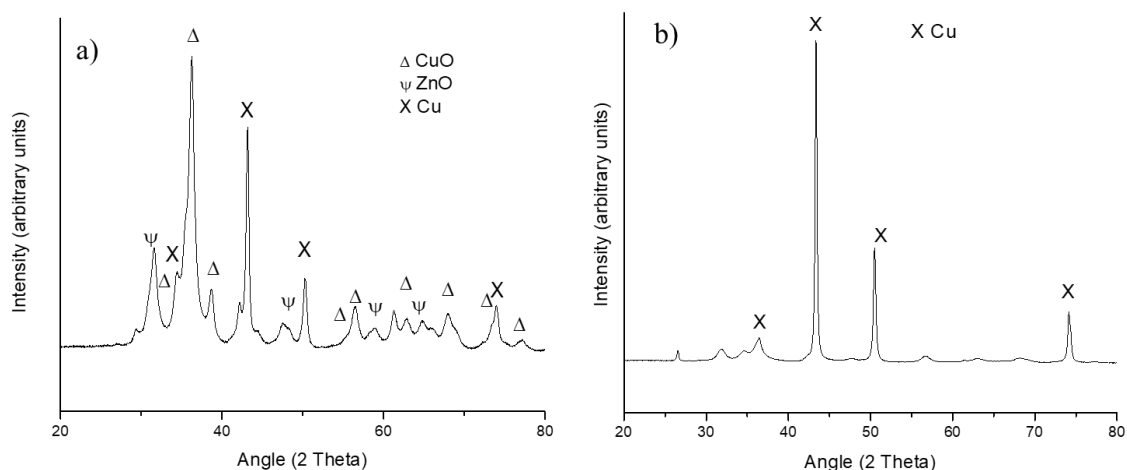 a)
Δ
Δ CuO
ψ ZnO
X Cu
X
ψ
Δ
X
Δ
X
Δ
Δ
ψ
Δ
ψ
Δ
Δ
X
Δ
Intensity (arbitrary units)
20
40
60
80
Angle (2 Theta)
b)
X
X Cu
X
X
X
Intensity (arbitrary units)
20
30
40
50
60
70
80
Angle (2 Theta)